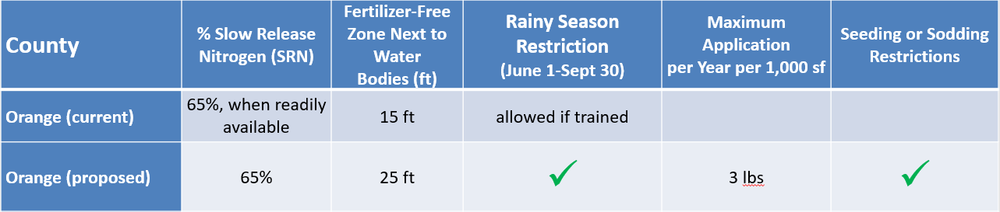 County
% Slow Release
Nitrogen (SRN)
Fertilizer-Free
Zone Next to
Water
Bodies (ft)
Rainy Season
Restriction
(June 1-Sept 30)
Maximum
Application
per Year per 1,000 sf
Seeding or Sodding
Restrictions
Orange (current)
65%, when readily
available
15 ft
allowed if trained
Orange (proposed)
65%
25 ft
✓
3 lbs
✓